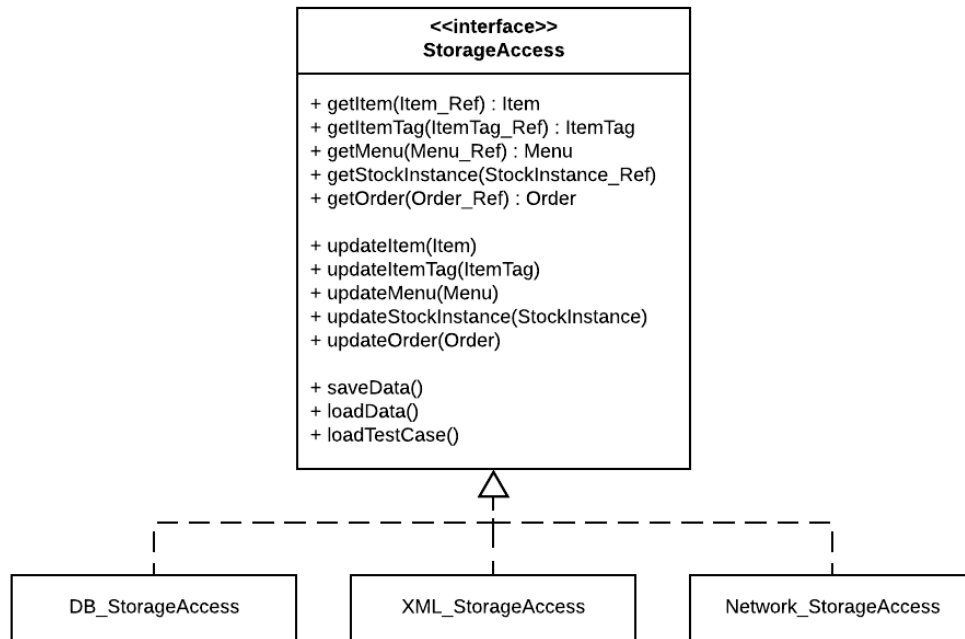 <<interface>>
StorageAccess
+ getItem(Item_Ref) : Item
+ getItemTag(ItemTag_Ref) : ItemTag
+ getMenu(Menu_Ref) : Menu
+ getStockInstance(StockInstance_Ref)
+ getOrder(Order_Ref) : Order
+ updateItem(Item)
+ updateItemTag(ItemTag)
+ updateMenu(Menu)
+ updateStockInstance(StockInstance)
+ updateOrder(Order)
+ saveData()
+ loadData()
+ loadTestCase()
DB_StorageAccess
XML_StorageAccess
Network_StorageAccess